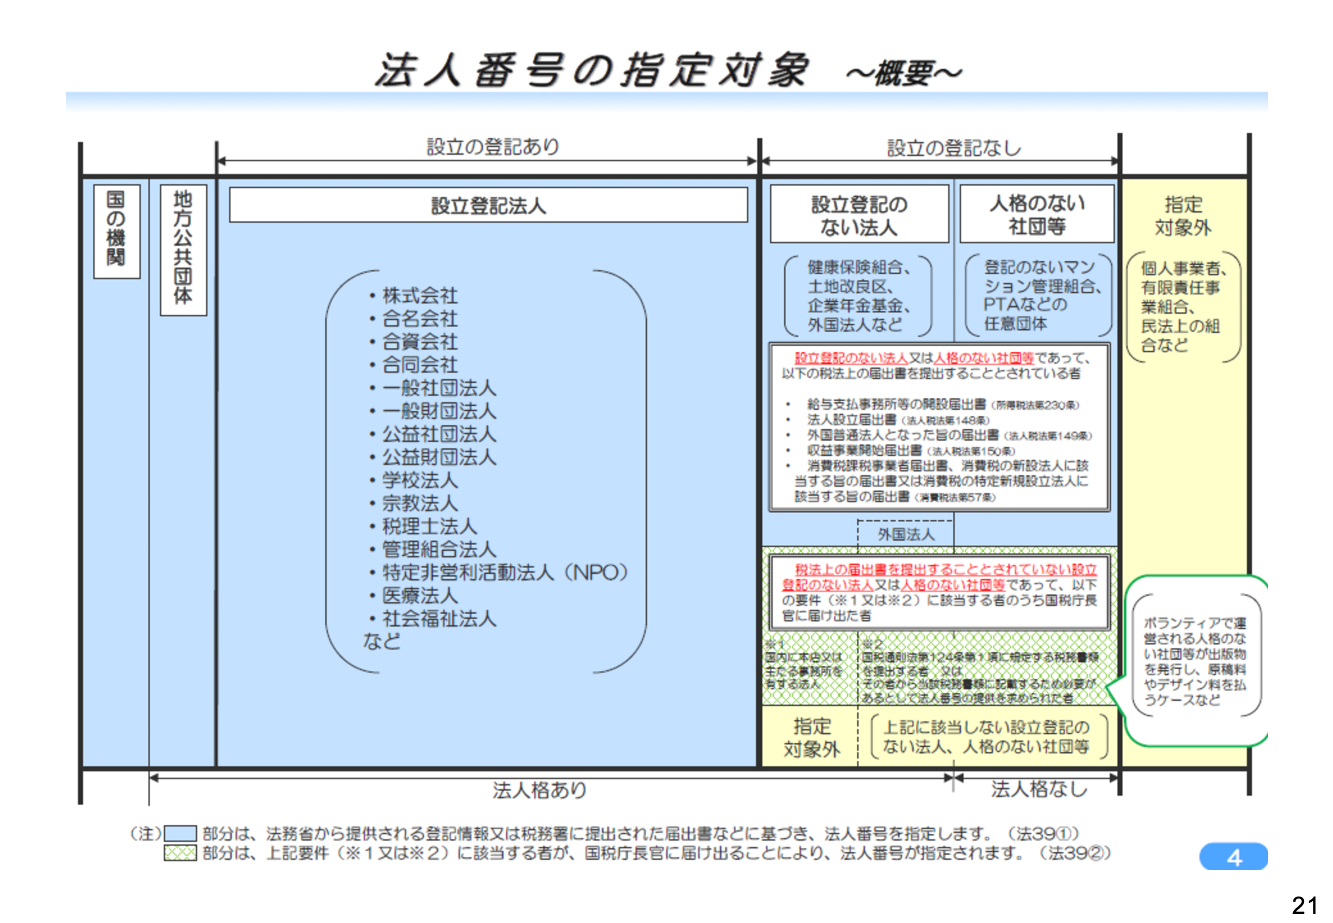 法人番号の指定対象　～概要～
設立の登記あり
設立の登記なし
国の機関
地方公共団体
設立登記法人
・株式会社
・合名会社
・合資会社
・合同会社
・一般社団法人
・一般財団法人
・公益社団法人
・公益財団法人
・学校法人
・宗教法人
・税理士法人
・管理組合法人
・特定非営利活動法人（NPO）
・医療法人
・社会福祉法人
など
設立登記の
ない法人
健康保険組合、
土地改良区、
企業年金基金、
外国法人など
人格のない
社団等
登記のないマン
ション管理組合、
PTAなどの
任意団体
指定
対象外
個人事業者、
有限責任事
業組合、
民法上の組
合など
設立登記のない法人又は人格のない社団等であって、
以下の税法上の届出書を提出することとされている者
・　給与支払事務所等の開設届出書（所得税法第230条）
・　法人設立届出書（法人税法第148条）
・　外国普通法人となった旨の届出書（法人税法第149条）
・　収益事業開始届出書（法人税法第150条）
・　消費税課税事業者届出書、消費税の新設法人に該
当する旨の届出書又は消費税の特定新規設立法人に
該当する旨の届出書（消費税法第57条）
外国法人
税法上の届出書を提出することとされていない設立
登記のない法人又は人格のない社団等であって、以下
の要件（※１又は※２）に該当する者のうち国税庁長
官に届け出た者
※1
国内に本店又は
主たる事務所を
有する法人
※2
国税通則法第124条第1項に規定する税務書類
を提出する者　又は
その者から当該税務書類に記載するため必要が
あるとして法人番号の提供を求められた者
ボランティアで運
営される人格のな
い社団等が出版物
を発行し、原稿料
やデザイン料を払
うケースなど
指定
対象外
上記に該当しない設立登記の
ない法人、人格のない社団等
法人格あり
法人格なし
（注）　部分は、法務省から提供される登記情報又は税務署に提出された届出書などに基づき、法人番号を指定します。（法39①）
部分は、上記要件（※１又は※２）に該当する者が、国税庁長官に届け出ることにより、法人番号が指定されます。（法39②）
4
21